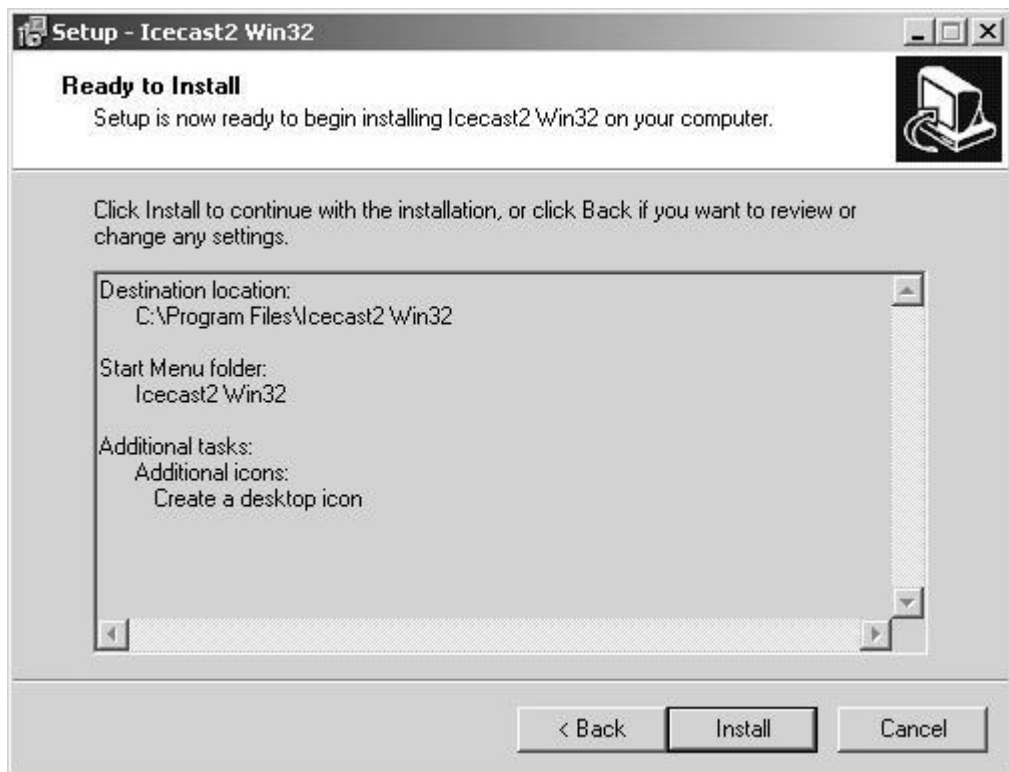 Setup - Icecast2 Win32
Ready to Install
Setup is now ready to begin installing Icecast2 Win32 on your computer.
Click Install to continue with the installation, or click Back if you want to review or
change any settings.
Destination location:
C:\Program Files\Icecast2 Win32
Start Menu folder:
Icecast2 Win32
Additional tasks:
Additional icons:
Create a desktop icon
< Back
Install
Cancel